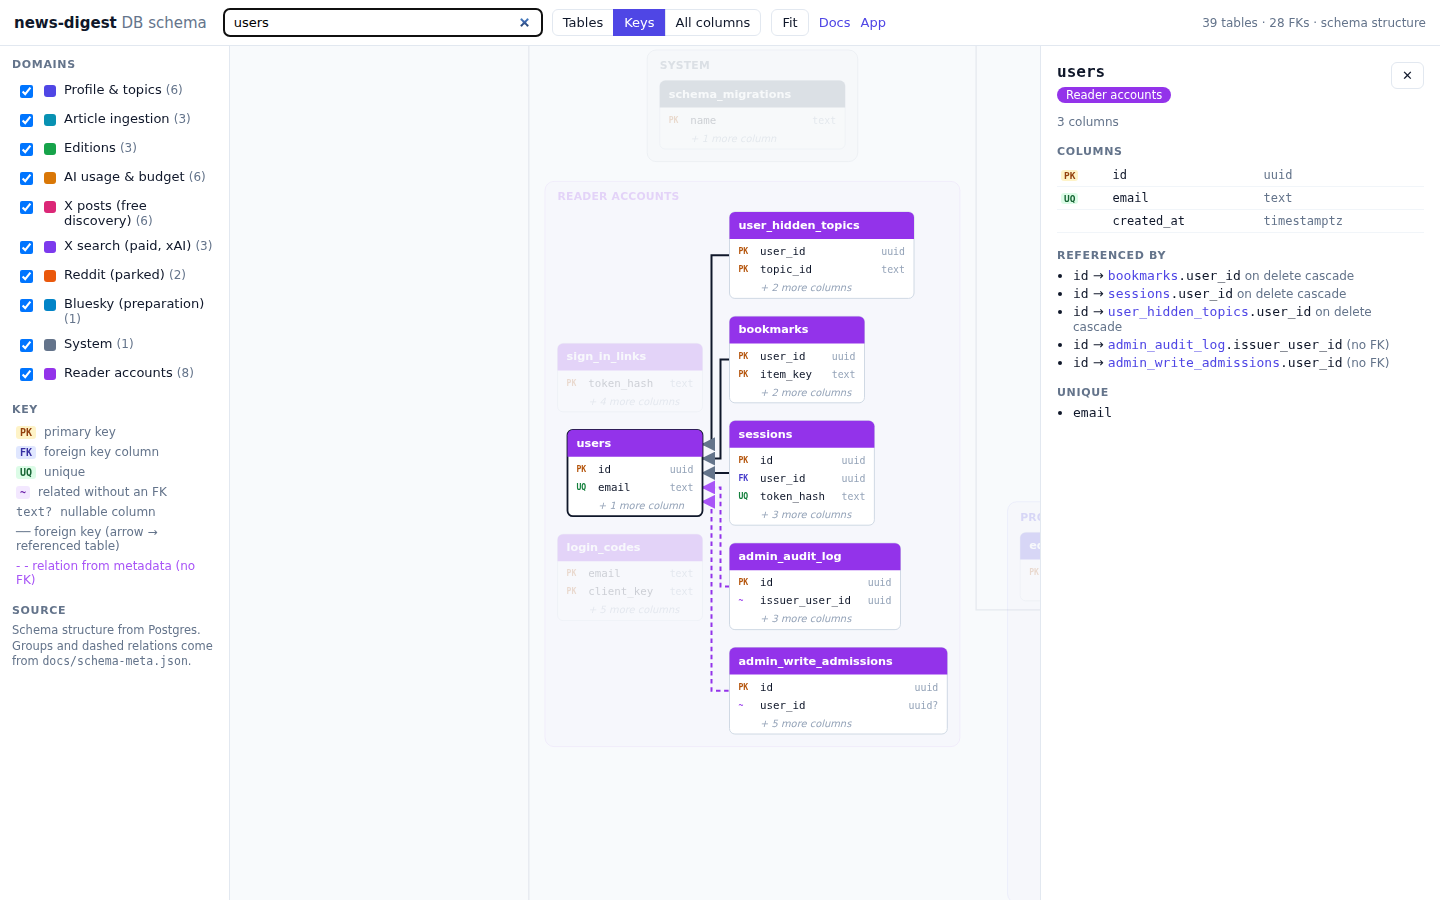 news-digest DB schema
users ×
Tables Keys All columns Fit Docs App
39 tables · 28 FKs · schema structure
DOMAINS
Profile & topics (6)
Article ingestion (3)
Editions (3)
AI usage & budget (6)
X posts (free
discovery) (6)
X search (paid, xAI) (3)
Reddit (parked) (2)
Bluesky (preparation)
(1)
System (1)
Reader accounts (8)
KEY
PK primary key
FK foreign key column
UQ unique
~ related without an FK
text? nullable column
— foreign key (arrow →
referenced table)
- - relation from metadata (no
FK)
SOURCE
Schema structure from Postgres.
Groups and dashed relations come
from docs/schema-meta.json.
SYSTEM
schema_migrations
PK name text
+ 1 more column
READER ACCOUNTS
user_hidden_topics
PK user_id uuid
PK topic_id text
+ 2 more columns
bookmarks
PK user_id uuid
PK item_key text
+ 2 more columns
sign_in_links
PK token_hash text
+ 4 more columns
users
PK id uuid
UQ email text
+ 1 more column
sessions
PK id uuid
FK user_id uuid
UQ token_hash text
+ 3 more columns
login_codes
PK email text
PK client_key text
+ 5 more columns
admin_audit_log
PK id uuid
~ issuer_user_id uuid
+ 3 more columns
admin_write_admissions
PK id uuid
~ user_id uuid?
+ 5 more columns
PK
users ✕
Reader accounts
3 columns
COLUMNS
PK id uuid
UQ email text
created_at timestamptz
REFERENCED BY
• id → bookmarks.user_id on delete cascade
• id → sessions.user_id on delete cascade
• id → user_hidden_topics.user_id on delete
cascade
• id → admin_audit_log.issuer_user_id (no FK)
• id → admin_write_admissions.user_id (no FK)
UNIQUE
• email